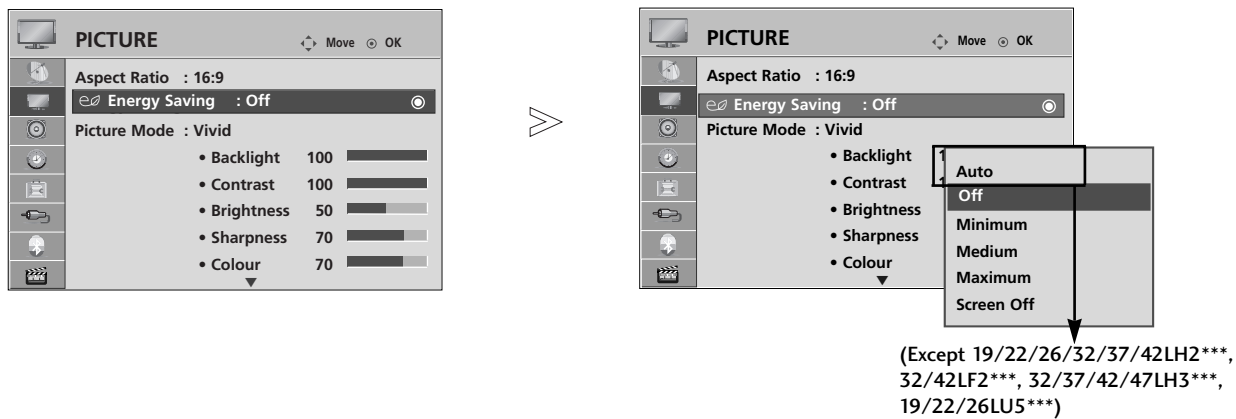 PICTURE Move OK
Aspect Ratio : 16:9
Energy Saving : Off
Picture Mode : Vivid
• Backlight 100
• Contrast 100
• Brightness 50
• Sharpness 70
• Colour 70
PICTURE Move OK
Aspect Ratio : 16:9
Energy Saving : Off
Picture Mode : Vivid
• Backlight 1
• Contrast 1
• Brightness
• Sharpness
• Colour
Auto
Off
Minimum
Medium
Maximum
Screen Off
(Except 19/22/26/32/37/42LH2***,
32/42LF2***, 32/37/42/47LH3***,
19/22/26LU5***)